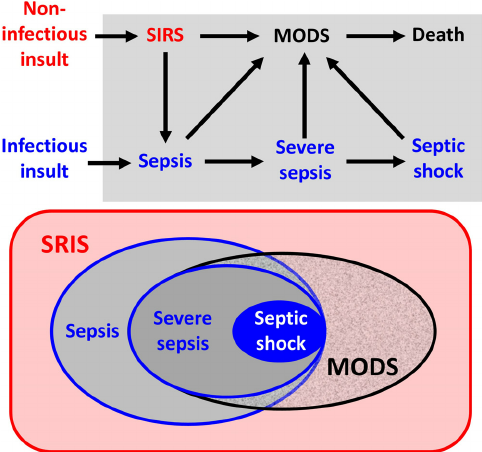 Non-
infectious
insult
SIRS
MODS
Death
Infectious
insult
Sepsis
Severe
sepsis
Septic
shock
SRIS
Sepsis
Severe
sepsis
Septic
shock
MODS